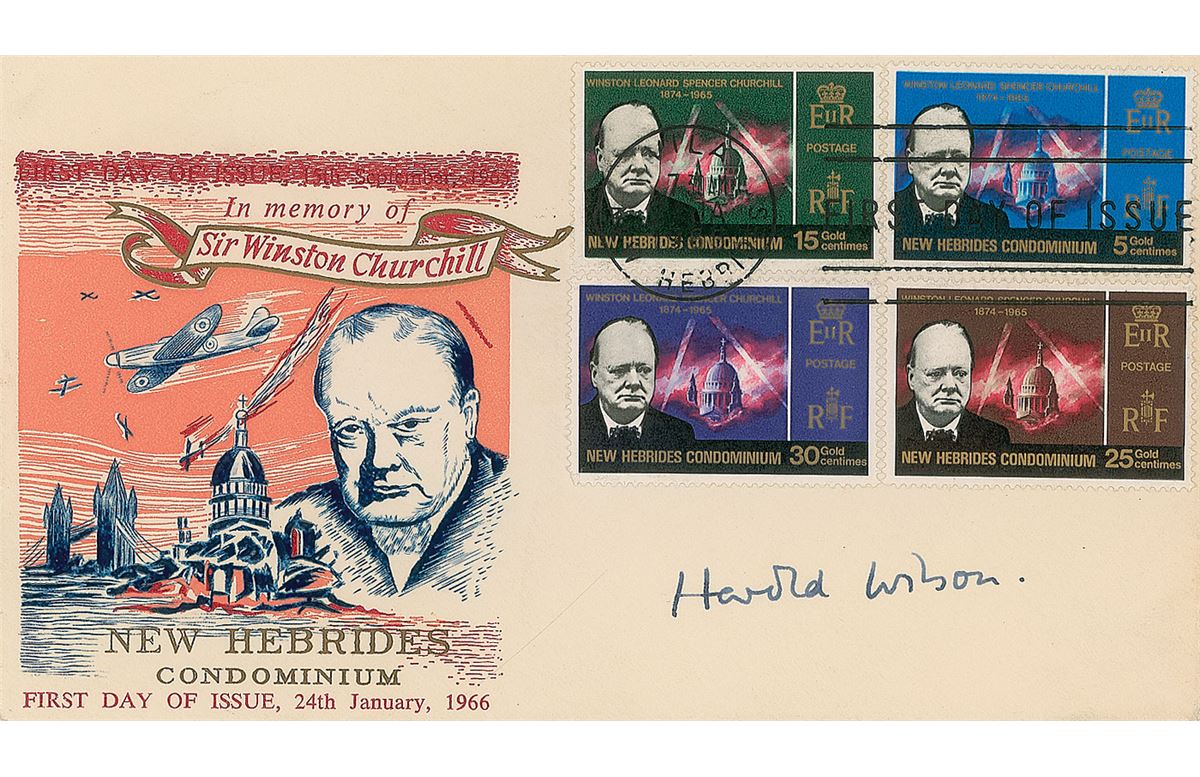 FIRST DAY OF ISSUE,
In memory of
Sir Winston Churchill
NEW HEBRIDES
CONDOMINIUM
FIRST DAY OF ISSUE, 24th January, 1966
WINSTON LEONARD SPENCER CHURCHILL
1874-1965
EIIR
POSTAGE
RF
NEW HEBRIDES CONDOMINIUM 15 Gold centimes
WINSTON LEONARD SPENCER CHURCHILL
1874-1965
EIIR
POSTAGE
RF
NEW HEBRIDES CONDOMINIUM 5 Gold centimes
FIRST DAY OF ISSUE
WINSTON LEONARD SPENCER CHURCHILL
1874-1965
EIIR
POSTAGE
RF
NEW HEBRIDES CONDOMINIUM 30 Gold centimes
WINSTON LEONARD SPENCER CHURCHILL
1874-1965
EIIR
POSTAGE
RF
NEW HEBRIDES CONDOMINIUM 25 Gold centimes
Harold Wilson.